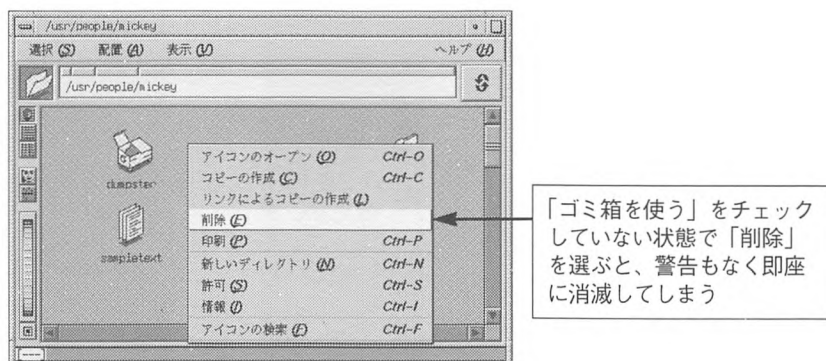 /usr/people/mickey
選択 (S) 配置 (A) 表示 (V) ヘルプ (H)
/usr/people/mickey
dumpster
sampletext
アイコンのオープン (O) Ctrl-O
コピーの作成 (C) Ctrl-C
リンクによるコピーの作成 (L)
削除 (E)
印刷 (P) Ctrl-P
新しいディレクトリ (N) Ctrl-N
許可 (S) Ctrl-S
情報 (I) Ctrl-I
アイコンの検索 (F) Ctrl-F
「ゴミ箱を使う」をチェック
していない状態で「削除」
を選ぶと、警告もなく即座
に消滅してしまう